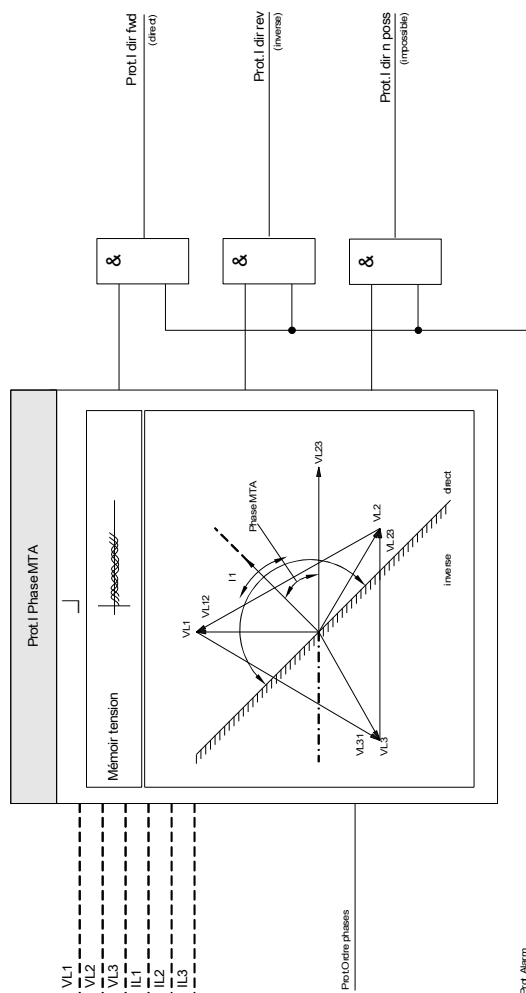 Prot.I Phase MTA
Mémoir tension
VL1
VL2
VL3
IL1
IL2
IL3
Prot Ordre phases
Prot. Alarm
VL1
VL12
I1
Phase MTA
VL23
VL2
VL23
VL31
VL3
direct
inverse
&
&
&
Prot.I dir fwd
(direct)
Prot.I dir rev
(inverse)
Prot.I dir n poss
(impossible)